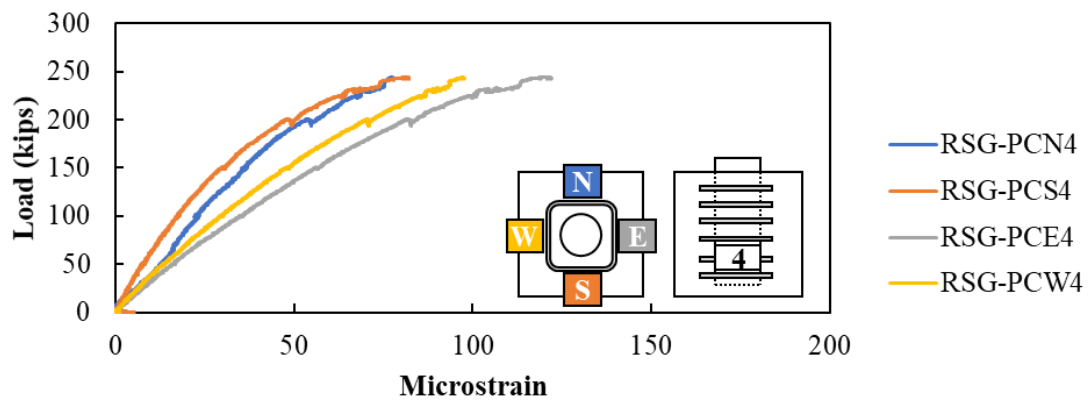 300
250
200
150
100
50
0
Load (kips)
0
50
100
150
200
Microstrain
N
W
E
S
4
RSG-PCN4
RSG-PCS4
RSG-PCE4
RSG-PCW4